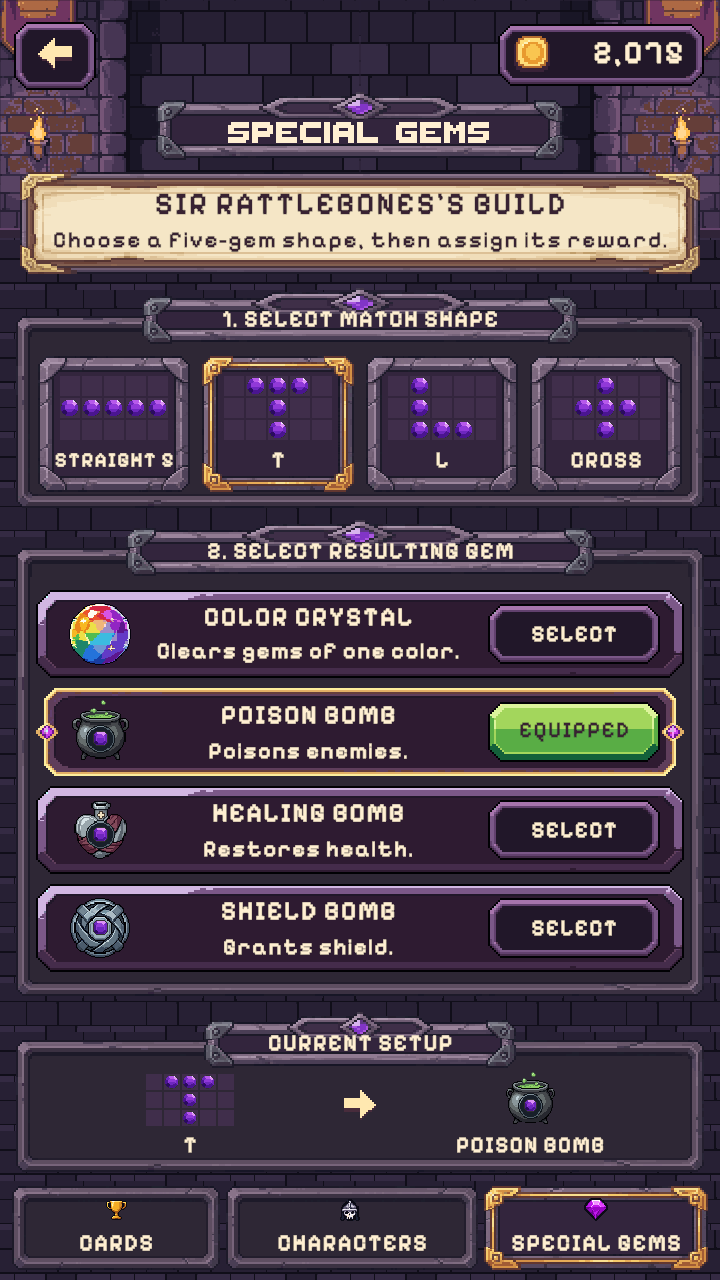 2,078
SPECIAL GEMS
SIR RATTLEBONES'S GUILD
Choose a five-gem shape, then assign its reward.
1. SELECT MATCH SHAPE
STRAIGHT 5
T
L
CROSS
2. SELECT RESULTING GEM
COLOR CRYSTAL
Clears gems of one color.
SELECT
POISON BOMB
Poisons enemies.
EQUIPPED
HEALING BOMB
Restores health.
SELECT
SHIELD BOMB
Grants shield.
SELECT
CURRENT SETUP
T
POISON BOMB
CARDS
CHARACTERS
SPECIAL GEMS